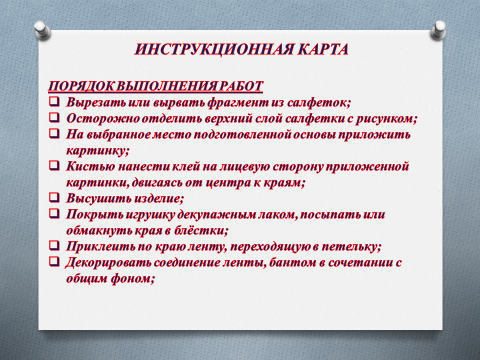 ИНСТРУКЦИОННАЯ КАРТА
ПОРЯДОК ВЫПОЛНЕНИЯ РАБОТ
Вырезать или вырвать фрагмент из салфеток;
Осторожно отделить верхний слой салфетки с рисунком;
На выбранное место подготовленной основы приложить
картинку;
Кистью нанести клей на лицевую сторону приложенной
картинки, двигаясь от центра к краям;
Высушить изделие;
Покрыть игрушку декупажным лаком, посыпать или
обмакнуть края в блёстки;
Приклеить по краю ленту, переходящую в петельку;
Декорировать соединение ленты, бантом в сочетании с
общим фоном;